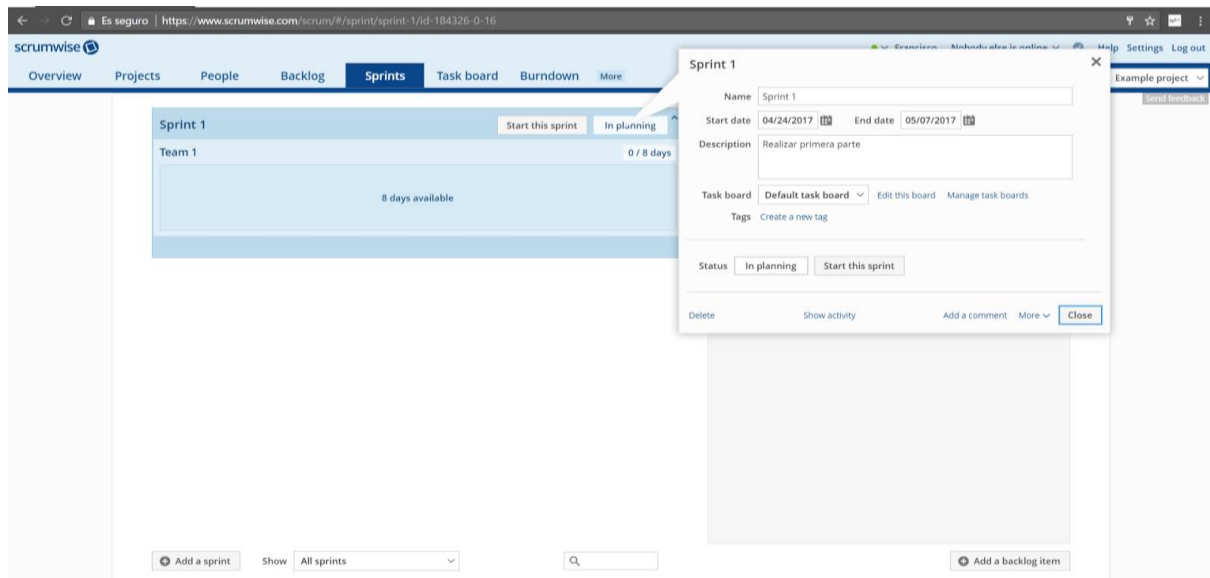 Es seguro | https://www.scrumwise.com/scrum/#/sprint/sprint-1/id-184326-0-16
scrumwise
Francisco Nobody else is online Help Settings Log out
Overview Projects People Backlog Sprints Task board Burndown More Example project
Send feedback
Sprint 1 Start this sprint In planning
Team 1 0 / 8 days
8 days available
Sprint 1
Name Sprint 1
Start date 04/24/2017 End date 05/07/2017
Description Realizar primera parte
Task board Default task board Edit this board Manage task boards
Tags Create a new tag
Status In planning Start this sprint
Delete Show activity Add a comment More Close
Add a sprint Show All sprints Add a backlog item